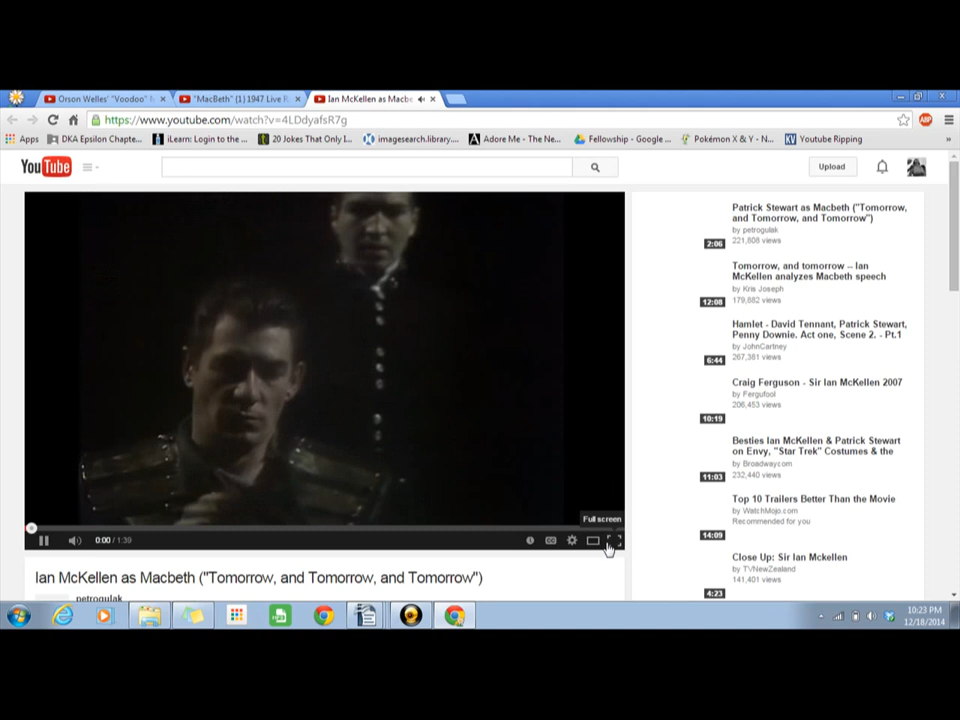 Orson Welles' "Voodoo"
"MacBeth" (1) 1947 Live R
Ian McKellen as Macbe
https://www.youtube.com/watch?v=4LDdyafsR7g
ABP
Apps
DKA Epsilon Chapte...
iLearn: Login to the ...
20 Jokes That Only I...
imagesearch.library....
Adore Me - The Ne...
Fellowship - Google ...
Pokémon X & Y - N...
Youtube Ripping
YouTube
Upload
Patrick Stewart as Macbeth ("Tomorrow,
and Tomorrow, and Tomorrow")
by petrogulak
221,808 views
2:06
Tomorrow, and tomorrow -- Ian
McKellen analyzes Macbeth speech
by Kris Joseph
179,882 views
12:08
Hamlet - David Tennant, Patrick Stewart,
Penny Downie. Act one, Scene 2. - Pt.1
by JohnCartney
267,381 views
6:44
Craig Ferguson - Sir Ian McKellen 2007
by Fergufool
206,453 views
10:19
Besties Ian McKellen & Patrick Stewart
on Envy, "Star Trek" Costumes & the
by Broadwaycom
232,440 views
11:03
Top 10 Trailers Better Than the Movie
by WatchMojo.com
Recommended for you
14:09
Close Up: Sir Ian Mckellen
by TVNewZealand
141,401 views
4:23
Full screen
0:00 / 1:39
Ian McKellen as Macbeth ("Tomorrow, and Tomorrow, and Tomorrow")
petrogulak
10:23 PM
12/18/2014